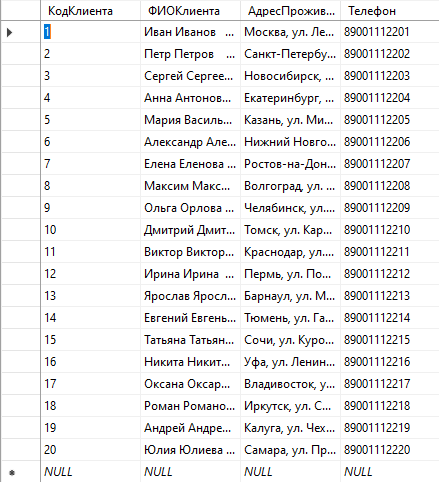 КодКлиента ФИОКлиента АдресПрожив... Телефон
1 Иван Иванов ... Москва, ул. Ле... 89001112201
2 Петр Петров ... Санкт-Петербу... 89001112202
3 Сергей Сергее... Новосибирск, ... 89001112203
4 Анна Антонов... Екатеринбург, ... 89001112204
5 Мария Василь... Казань, ул. Ми... 89001112205
6 Александр Але... Нижний Новго... 89001112206
7 Елена Еленова ... Ростов-на-Дон... 89001112207
8 Максим Макс... Волгоград, ул. ... 89001112208
9 Ольга Орлова ... Челябинск, ул.... 89001112209
10 Дмитрий Дмит... Томск, ул. Кар... 89001112210
11 Виктор Виктор... Краснодар, ул.... 89001112211
12 Ирина Ирина ... Пермь, ул. По... 89001112212
13 Ярослав Яросл... Барнаул, ул. М... 89001112213
14 Евгений Евгень... Тюмень, ул. Га... 89001112214
15 Татьяна Татьян... Сочи, ул. Куро... 89001112215
16 Никита Никит... Уфа, ул. Ленин... 89001112216
17 Оксана Оксар... Владивосток, у... 89001112217
18 Роман Романо... Иркутск, ул. С... 89001112218
19 Андрей Андре... Калуга, ул. Чех... 89001112219
20 Юлия Юлиева ... Самара, ул. Пр... 89001112220
NULL NULL NULL NULL